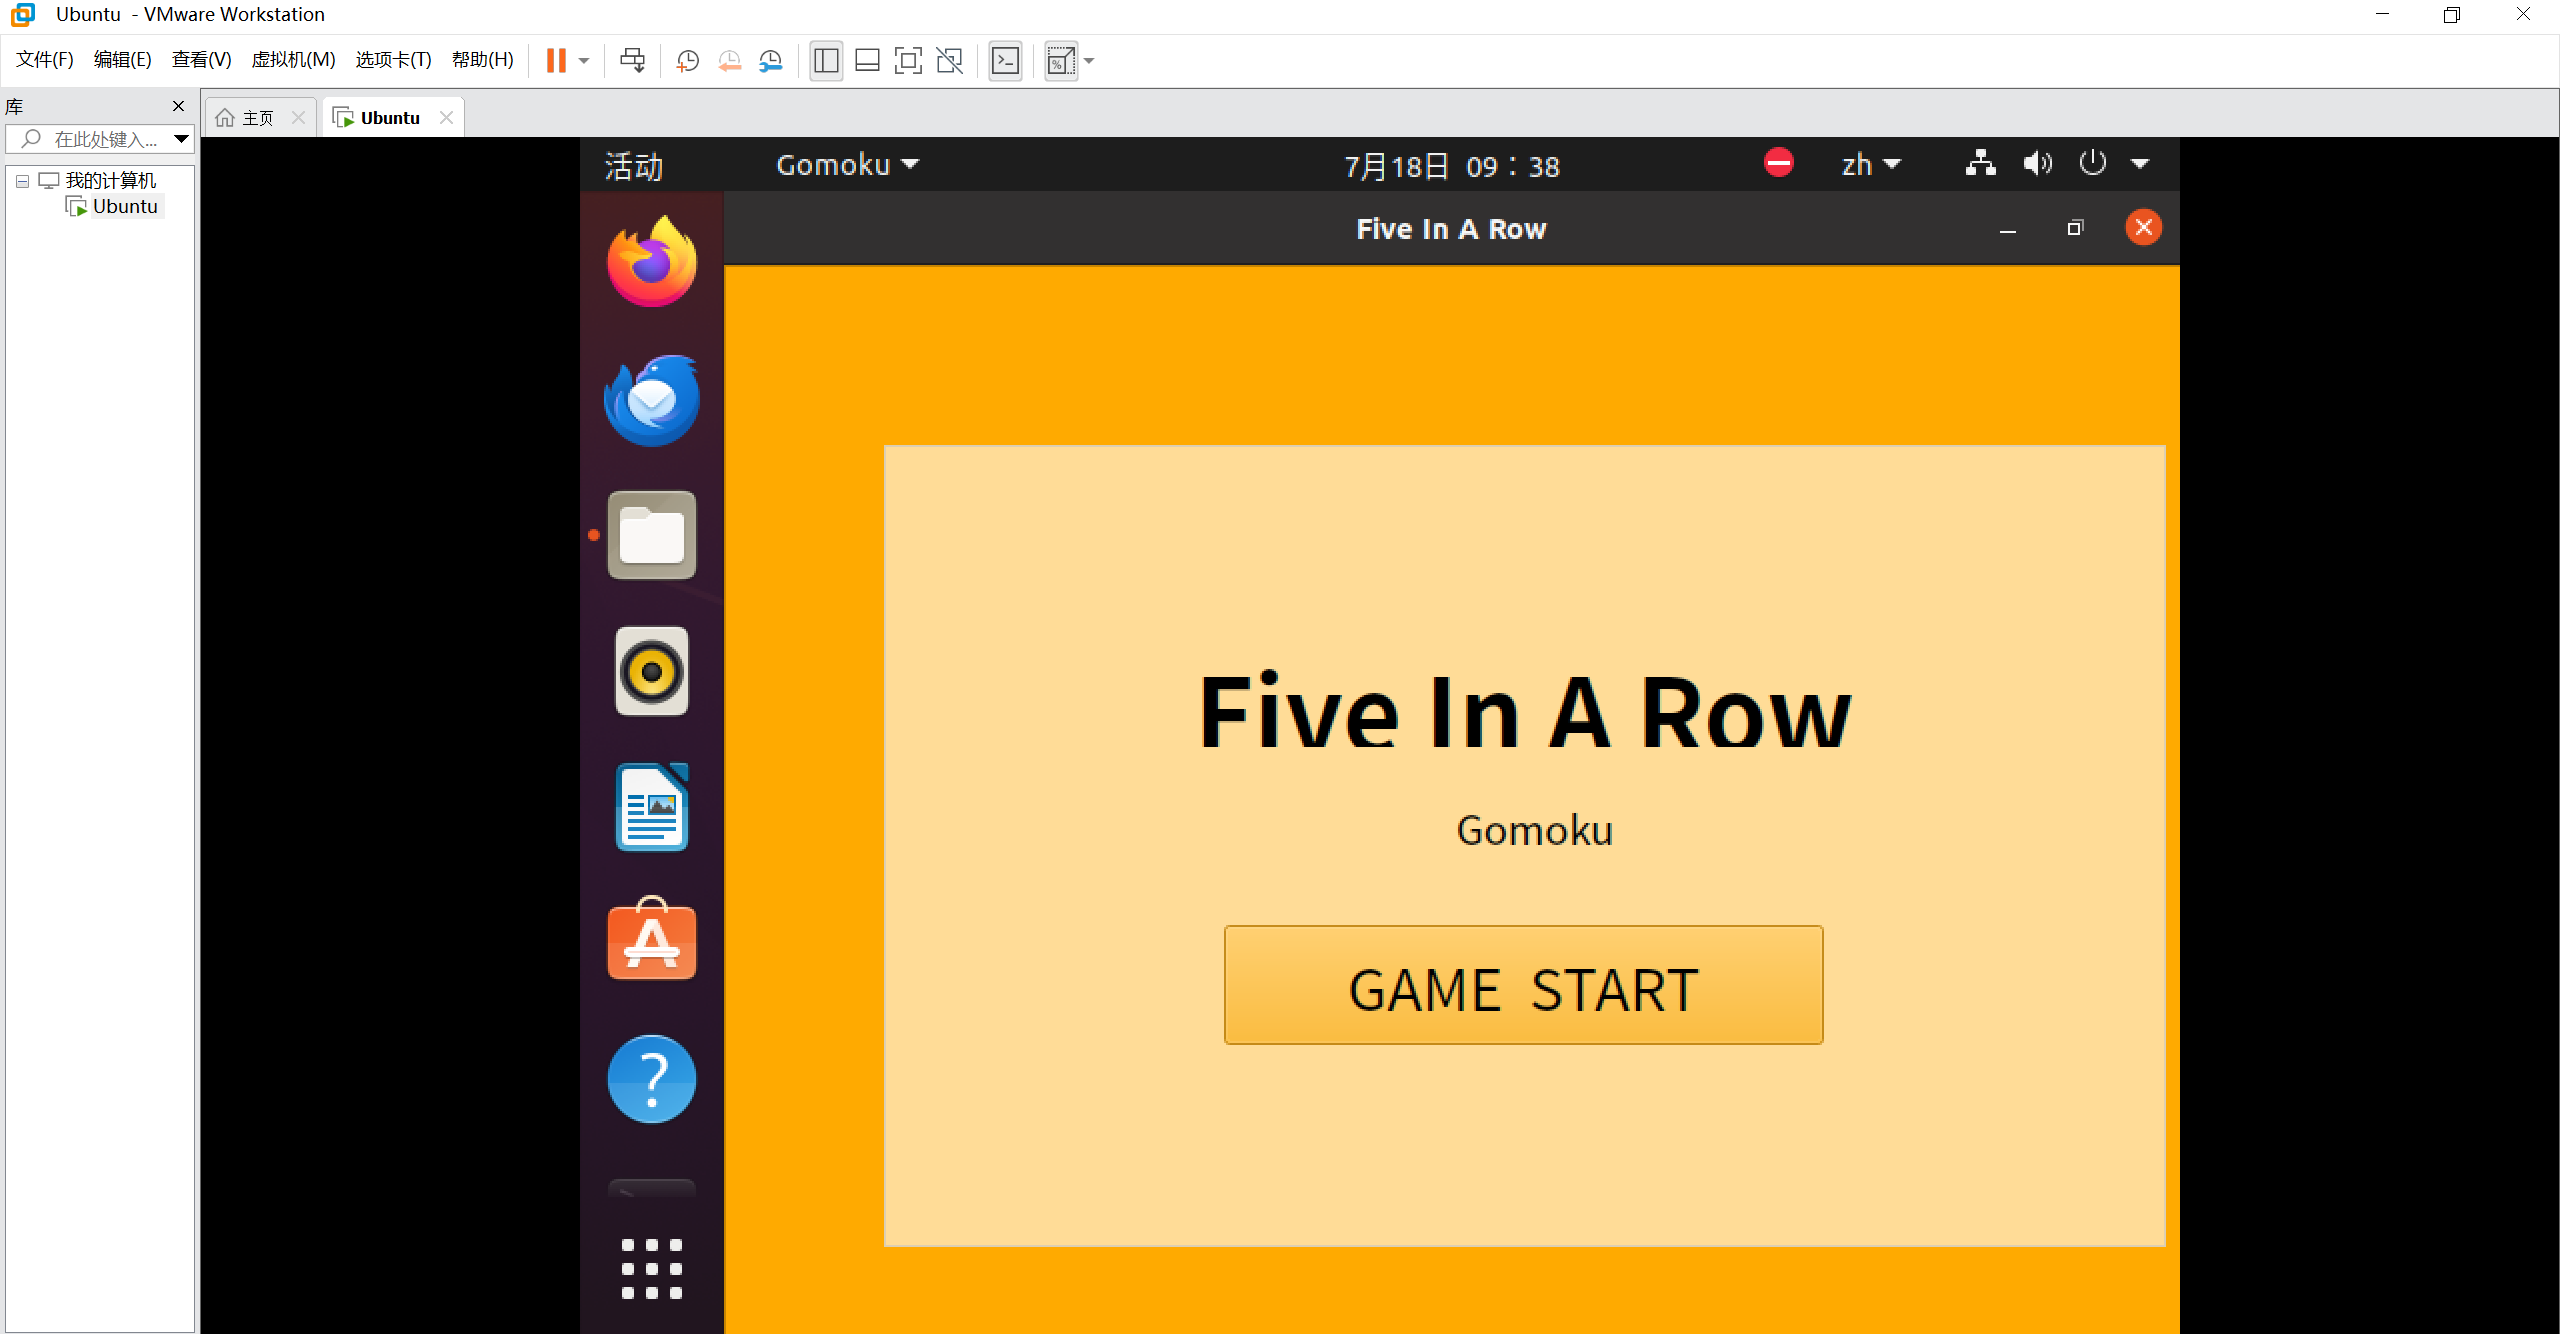 Ubuntu - VMware Workstation
文件(F) 编辑(E) 查看(V) 虚拟机(M) 选项卡(T) 帮助(H)
库
主页
Ubuntu
在此处键入...
我的计算机
Ubuntu
活动 Gomoku 7月18日 09：38 zh
Five In A Row
Five In A Row
Gomoku
GAME START